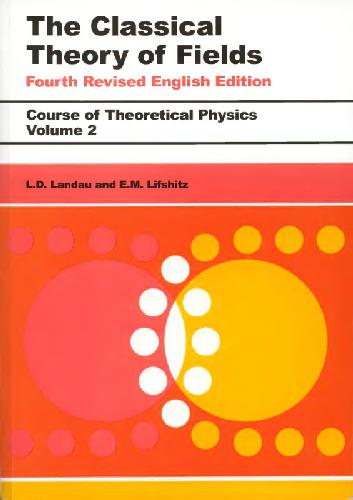 The Classical
Theory of Fields
Fourth Revised English Edition
Course of Theoretical Physics
Volume 2
L.D. Landau and E.M. Lifshitz